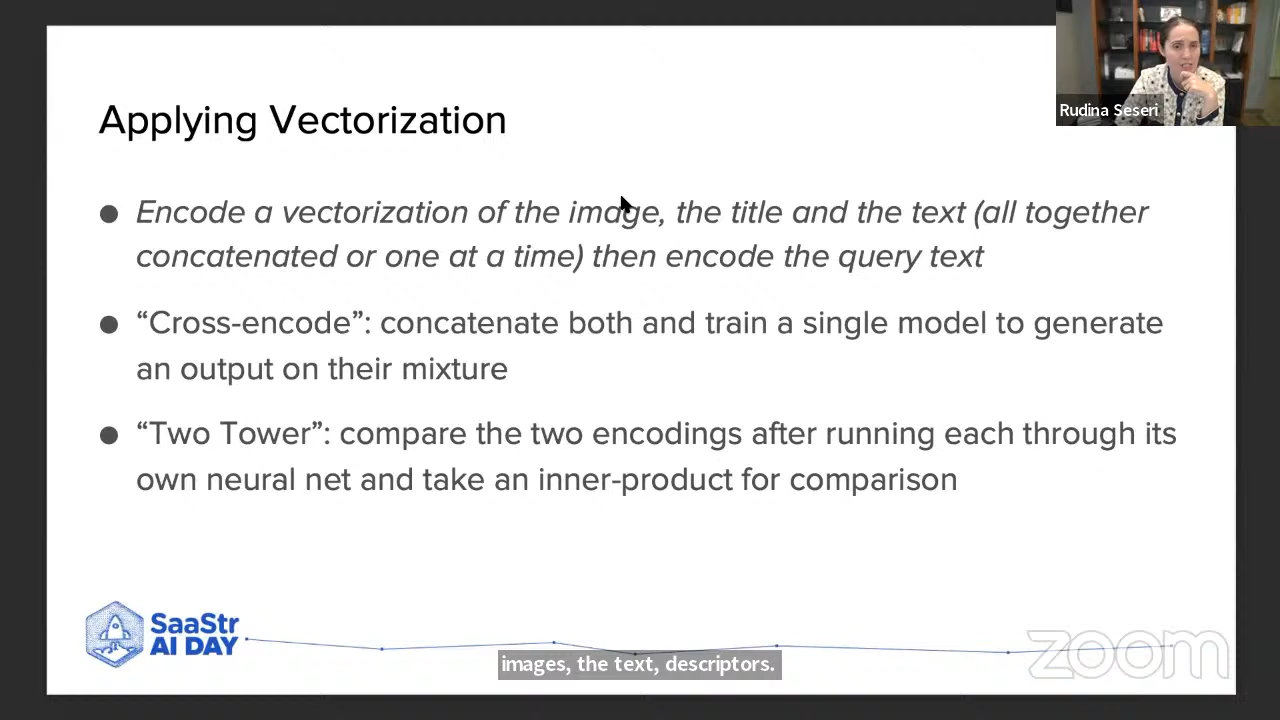 Rudina Seseri
Applying Vectorization
● Encode a vectorization of the image, the title and the text (all together
concatenated or one at a time) then encode the query text
● “Cross-encode”: concatenate both and train a single model to generate
an output on their mixture
● “Two Tower”: compare the two encodings after running each through its
own neural net and take an inner-product for comparison
SaaStr
AI DAY
images, the text, descriptors.
zoom